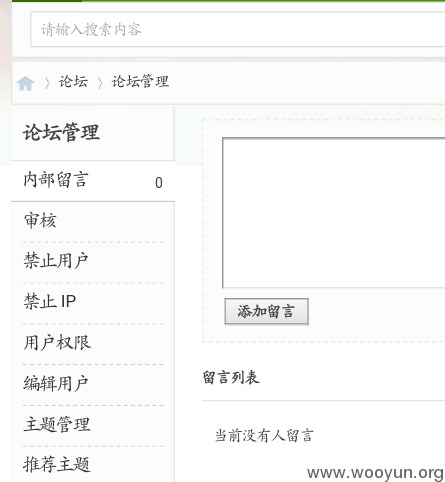 请输入搜索内容
论坛 论坛管理
论坛管理
内部留言 0
审核
禁止用户
禁止 IP
用户权限
编辑用户
主题管理
推荐主题
添加留言
留言列表
当前没有人留言
www.wooyun.org